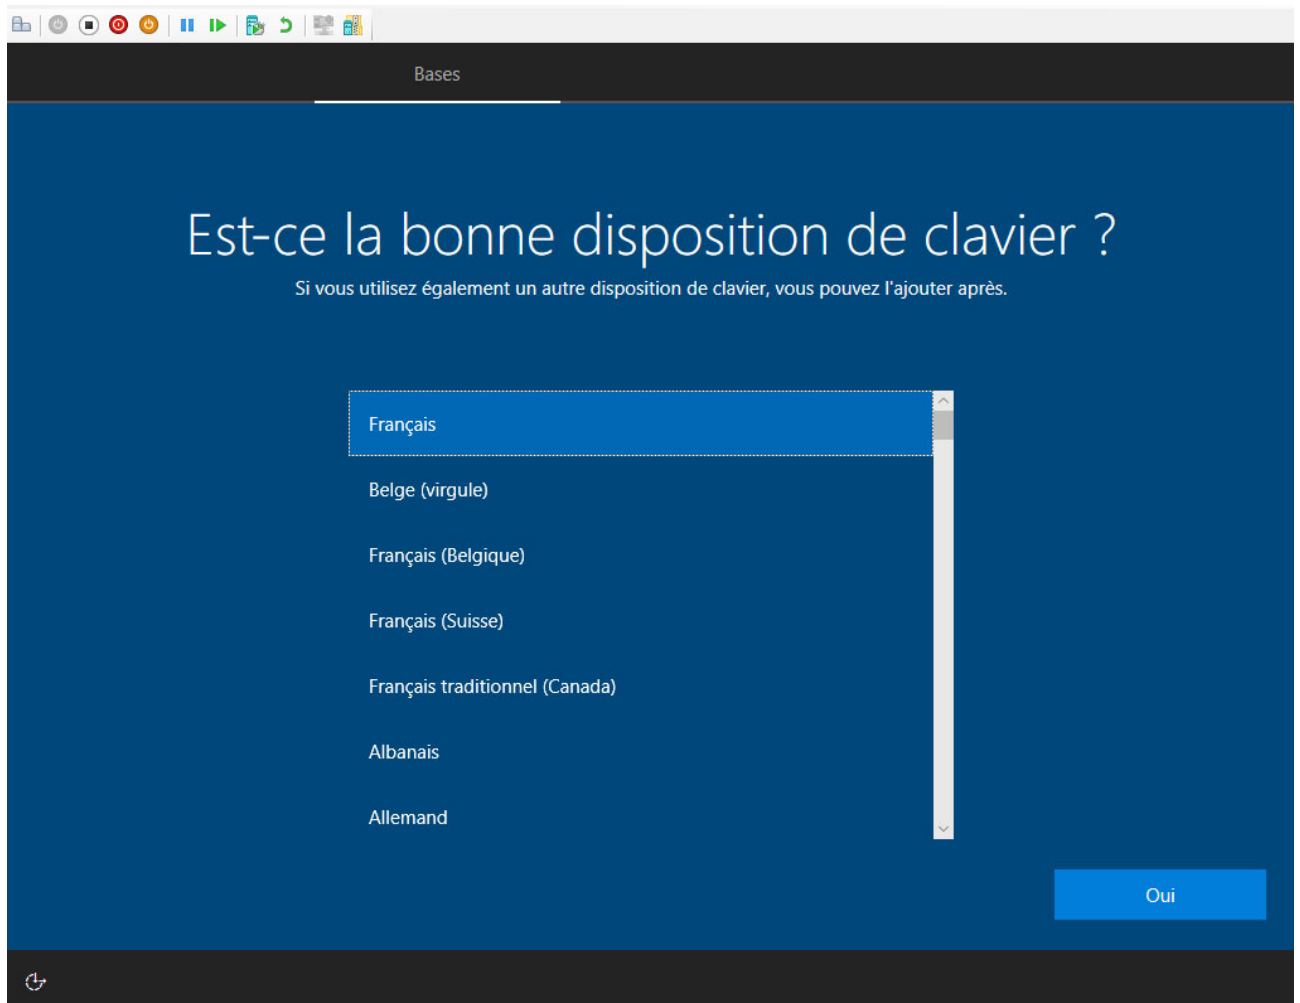 Bases
Est-ce la bonne disposition de clavier ?
Si vous utilisez également un autre disposition de clavier, vous pouvez l'ajouter après.
Français
Belge (virgule)
Français (Belgique)
Français (Suisse)
Français traditionnel (Canada)
Albanais
Allemand
Oui